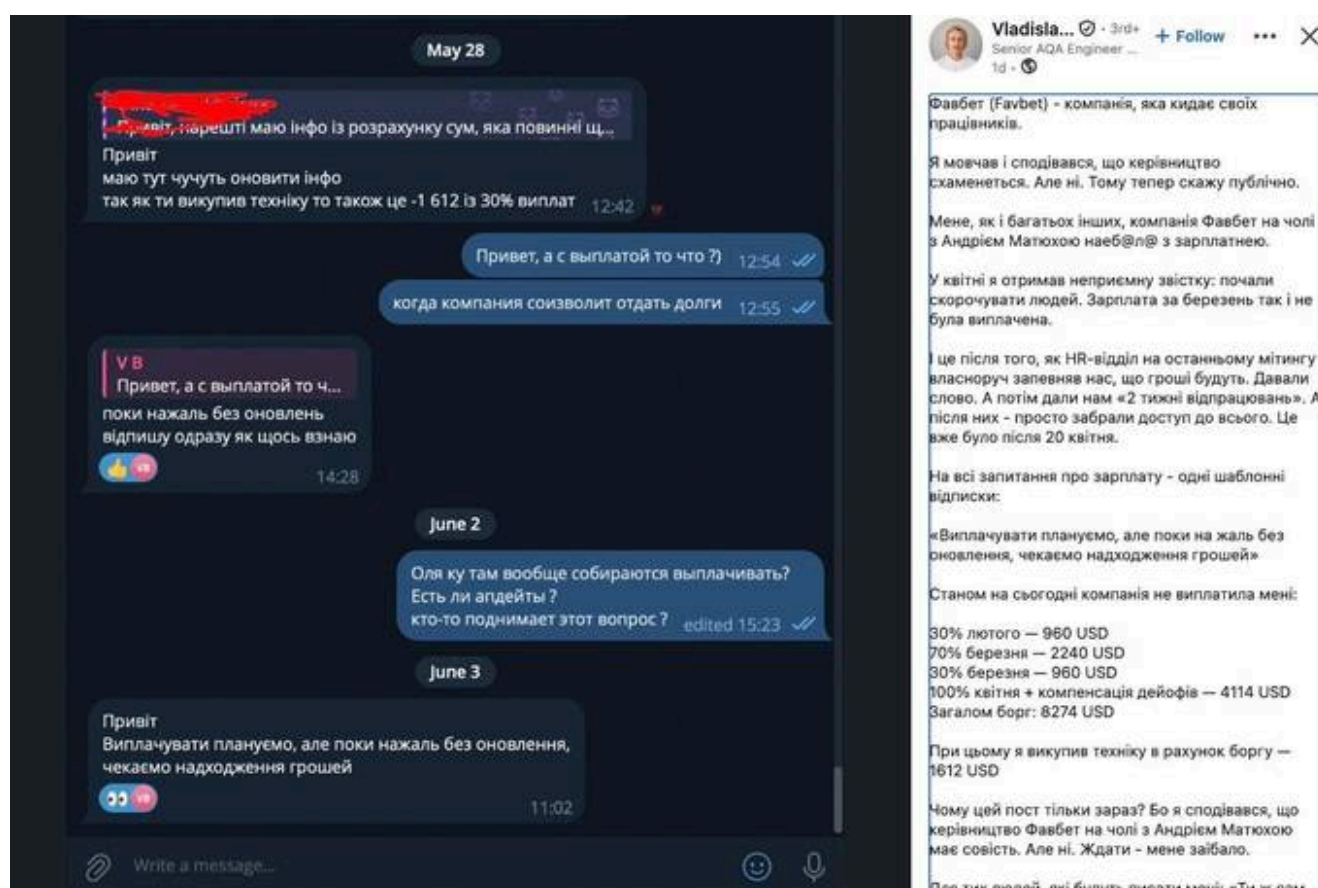 May 28
Привіт, нарешті маю інфо із розрахунку сум, яка повинні щ...
Привіт
маю тут чучуть оновити інфо
так як ти викупив техніку то також це -1 612 із 30% виплат 12:42
Привет, а с выплатой то что ?) 12:54
когда компания соизволит отдать долги 12:55
V B
Привет, а с выплатой то ч...
поки нажаль без оновлень
відпишу одразу як щось взнаю
14:28
June 2
Оля ку там вообще собираются выплачивать?
Есть ли апдейты ?
кто-то поднимает этот вопрос ? edited 15:23
June 3
Привіт
Виплачувати плануємо, але поки нажаль без оновлення,
чекаємо надходження грошей
11:02
Write a message...
Vladisla... · 3rd+
+ Follow
Senior AQA Engineer ...
1d ·
Фавбет (Favbet) - компанія, яка кидає своїх
працівників.
Я мовчав і сподівався, що керівництво
схаменеться. Але ні. Тому тепер скажу публічно.
Мене, як і багатьох інших, компанія Фавбет на чолі
з Андрієм Матюхою наеб@л@ з зарплатнею.
У квітні я отримав неприємну звістку: почали
скорочувати людей. Зарплата за березень так і не
була виплачена.
І це після того, як HR-відділ на останньому мітингу
власноруч запевняв нас, що гроші будуть. Давали
слово. А потім дали нам «2 тижні відпрацювань». А
після них - просто забрали доступ до всього. Це
вже було після 20 квітня.
На всі запитання про зарплату - одні шаблонні
відписки:
«Виплачувати плануємо, але поки на жаль без
оновлення, чекаємо надходження грошей»
Станом на сьогодні компанія не виплатила мені:
30% лютого — 960 USD
70% березня — 2240 USD
30% березня — 960 USD
100% квітня + компенсація дейофів — 4114 USD
Загалом борг: 8274 USD
При цьому я викупив техніку в рахунок боргу —
1612 USD
Чому цей пост тільки зараз? Бо я сподівався, що
керівництво Фавбет на чолі з Андрієм Матюхою
має совість. Але ні. Ждати - мене заїбало.